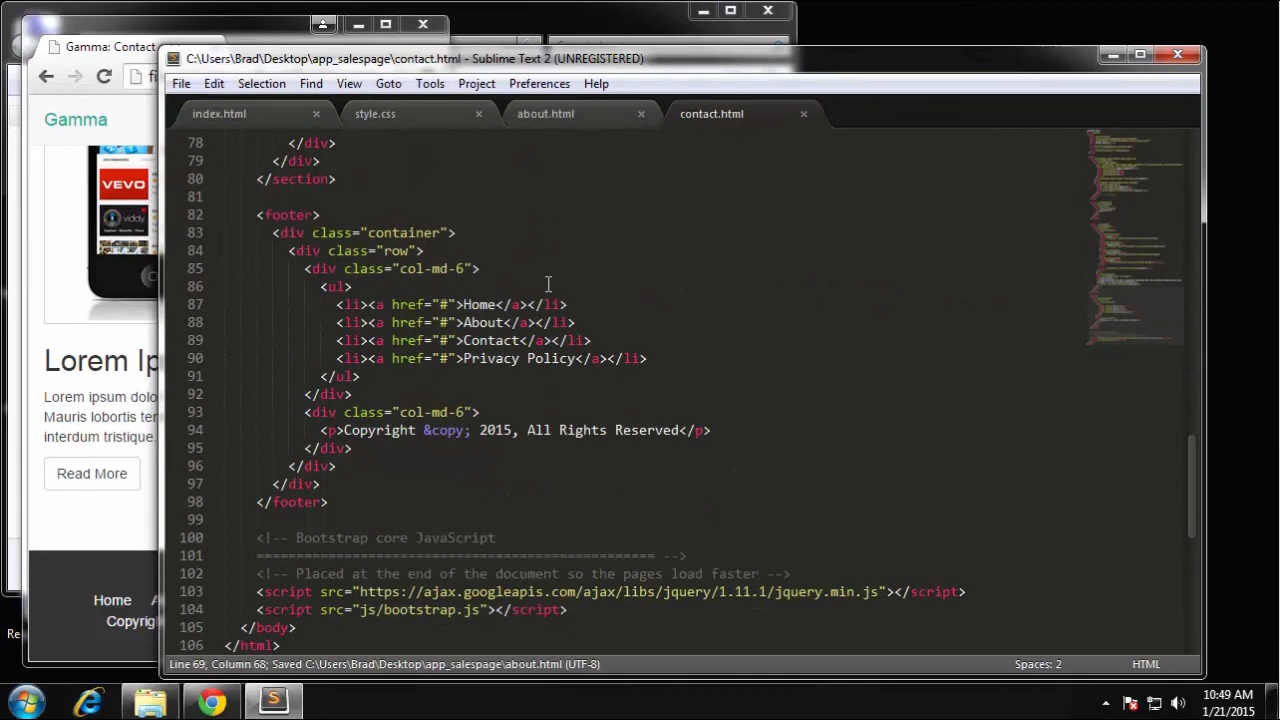 Gamma: Contact
C:\Users\Brad\Desktop\app_salespage\contact.html - Sublime Text 2 (UNREGISTERED)
File Edit Selection Find View Goto Tools Project Preferences Help
index.html style.css about.html contact.html
Gamma
VEVO
viddy
Lorem Ip
Lorem ipsum dolor
Mauris lobortis ten
interdum tristique.
Read More
Home A
Copyrig
Re
78 </div>
79 </div>
80 </section>
81
82 <footer>
83 <div class="container">
84 <div class="row">
85 <div class="col-md-6">
86 <ul>
87 <li><a href="#">Home</a></li>
88 <li><a href="#">About</a></li>
89 <li><a href="#">Contact</a></li>
90 <li><a href="#">Privacy Policy</a></li>
91 </ul>
92 </div>
93 <div class="col-md-6">
94 <p>Copyright &copy; 2015, All Rights Reserved</p>
95 </div>
96 </div>
97 </div>
98 </footer>
99
100 <!-- Bootstrap core JavaScript
101 ================================================== -->
102 <!-- Placed at the end of the document so the pages load faster -->
103 <script src="https://ajax.googleapis.com/ajax/libs/jquery/1.11.1/jquery.min.js"></script>
104 <script src="js/bootstrap.js"></script>
105 </body>
106 </html>
Line 69, Column 68; Saved C:\Users\Brad\Desktop\app_salespage\about.html (UTF-8) Spaces: 2 HTML
10:49 AM
1/21/2015